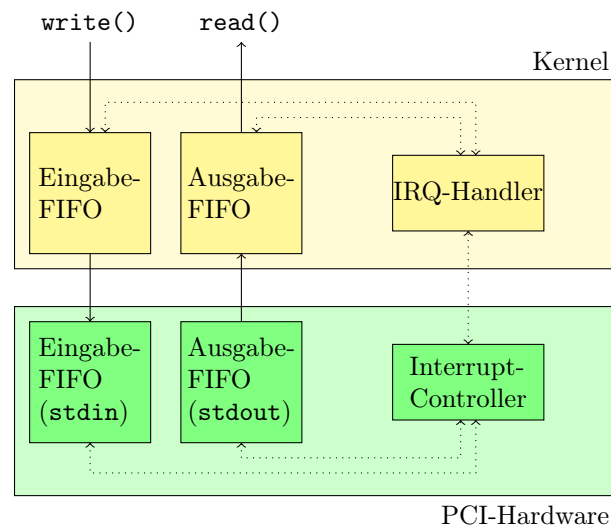 write()
read()
Kernel
Eingabe-
FIFO
Ausgabe-
FIFO
IRQ-Handler
Eingabe-
FIFO
(stdin)
Ausgabe-
FIFO
(stdout)
Interrupt-
Controller
PCI-Hardware